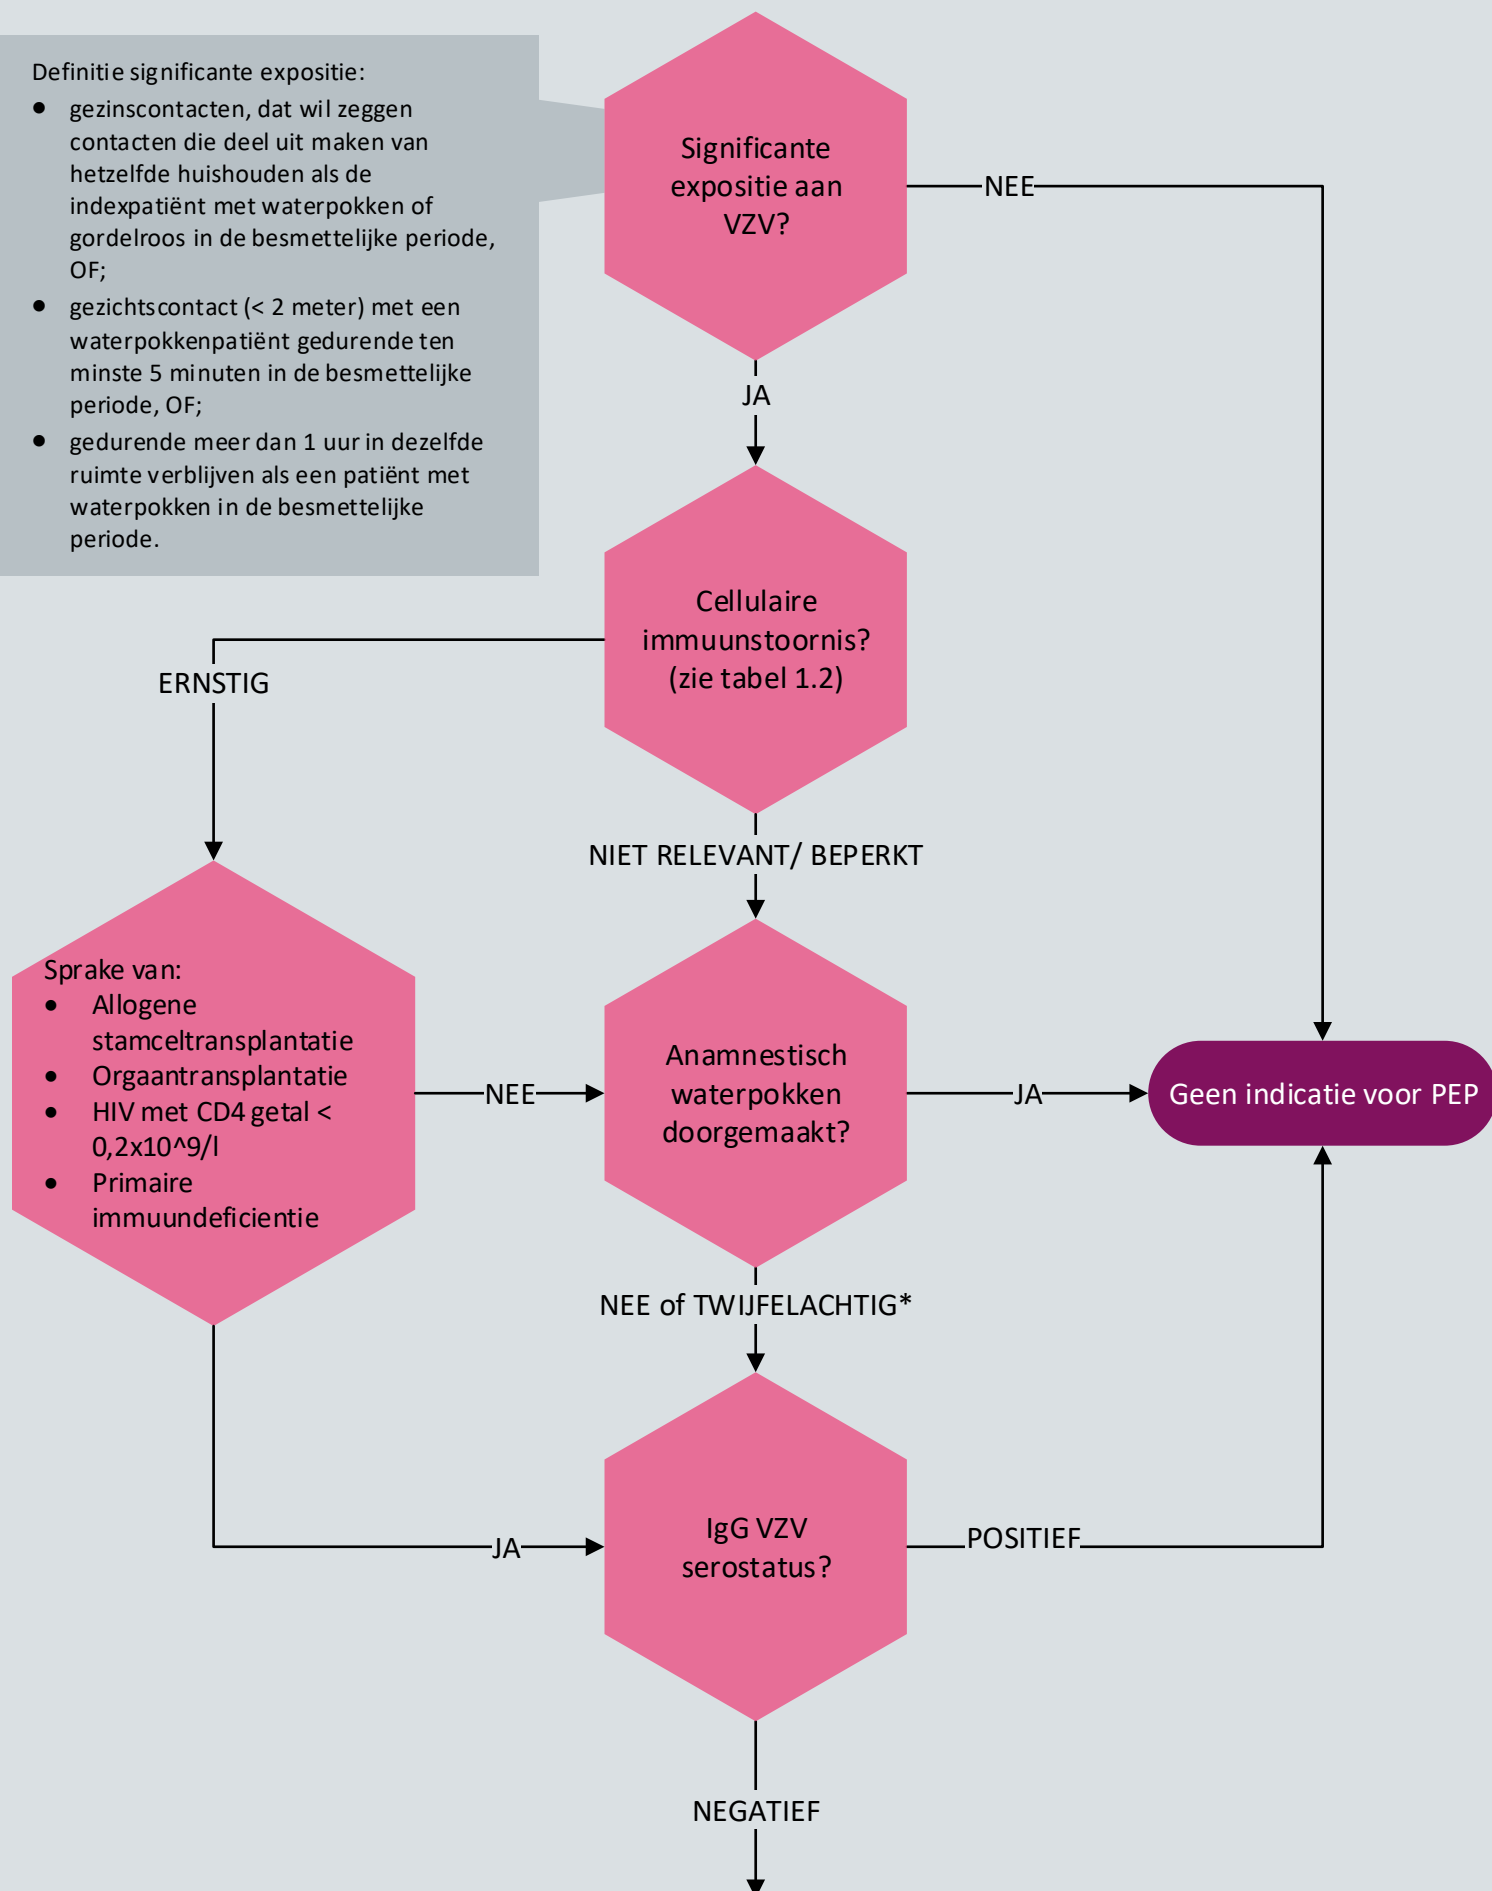 Definitie significante expositie:
• gezinscontacten, dat wil zeggen
contacten die deel uit maken van
hetzelfde huishouden als de
indexpatiënt met waterpokken of
gordelroos in de besmettelijke periode,
OF;
• gezichtscontact (< 2 meter) met een
waterpokkenpatiënt gedurende ten
minste 5 minuten in de besmettelijke
periode, OF;
• gedurende meer dan 1 uur in dezelfde
ruimte verblijven als een patiënt met
waterpokken in de besmettelijke
periode.
Significante
expositie aan
VZV?
NEE
JA
Cellulaire
immuunstoornis?
(zie tabel 1.2)
ERNSTIG
NIET RELEVANT/ BEPERKT
Sprake van:
• Allogene
stamceltransplantatie
• Orgaantransplantatie
• HIV met CD4 getal <
0,2x10^9/l
• Primaire
immuundeficientie
NEE
Anamnestisch
waterpokken
doorgemaakt?
JA
Geen indicatie voor PEP
NEE of TWIJFELACHTIG*
JA
IgG VZV
serostatus?
POSITIEF
NEGATIEF